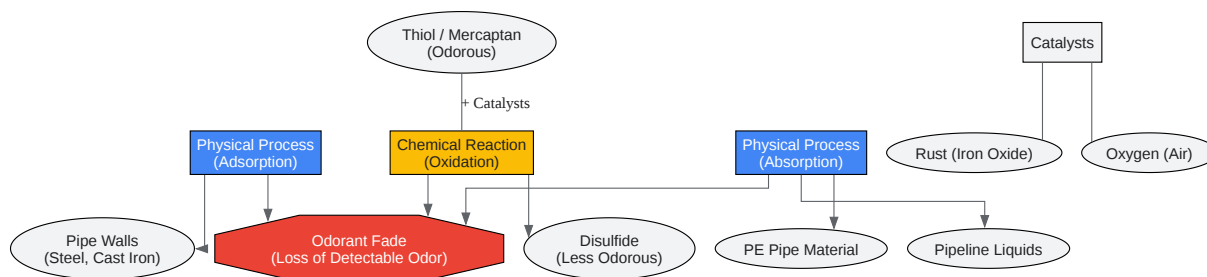 Thiol / Mercaptan
(Odorous)
Catalysts
+ Catalysts
Physical Process
(Adsorption)
Chemical Reaction
(Oxidation)
Physical Process
(Absorption)
Rust (Iron Oxide)
Oxygen (Air)
Pipe Walls
(Steel, Cast Iron)
Odorant Fade
(Loss of Detectable Odor)
Disulfide
(Less Odorous)
PE Pipe Material
Pipeline Liquids